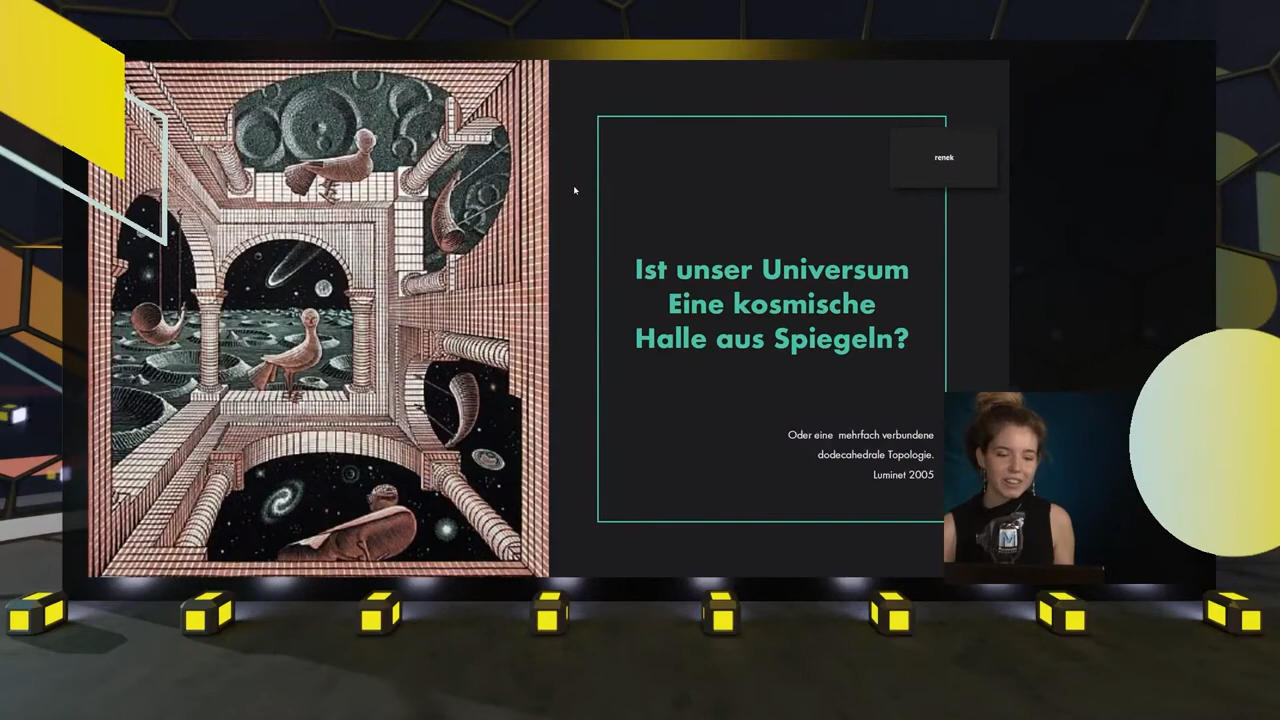 renek
Ist unser Universum
Eine kosmische
Halle aus Spiegeln?
Oder eine mehrfach verbundene
dodecahedrale Topologie.
Luminet 2005